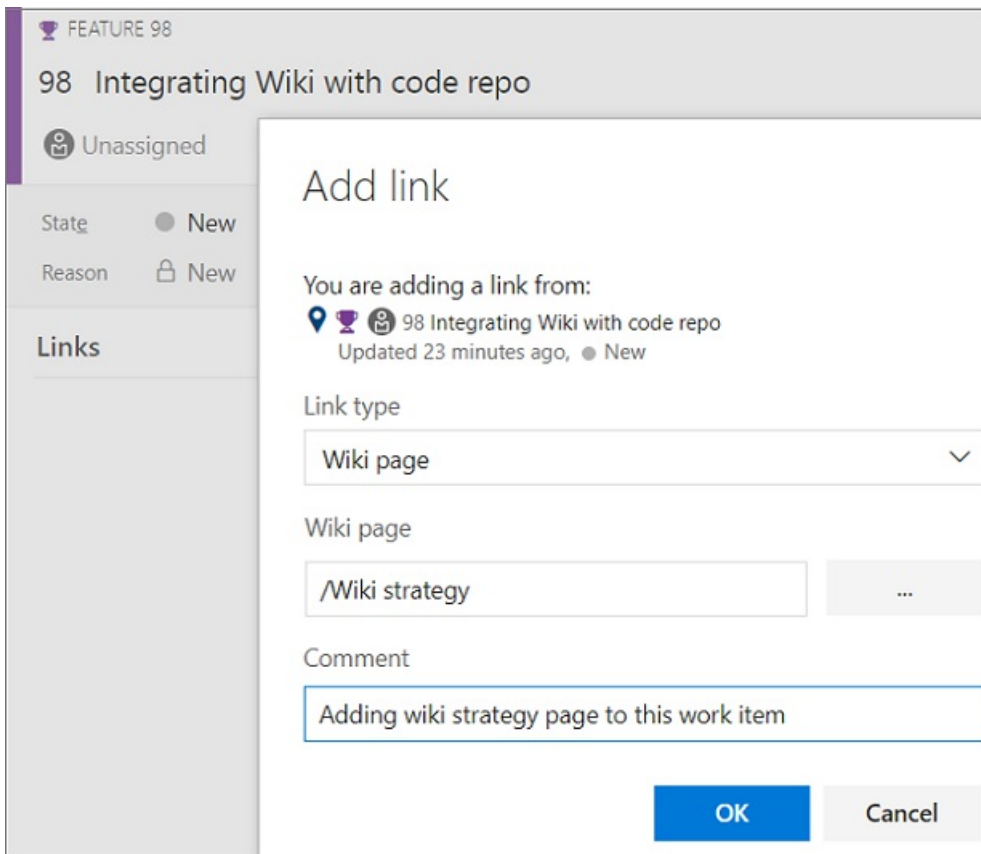 FEATURE 98
98 Integrating Wiki with code repo
Unassigned
State New
Reason New
Links
Add link
You are adding a link from:
98 Integrating Wiki with code repo
Updated 23 minutes ago, New
Link type
Wiki page
Wiki page
/Wiki strategy
...
Comment
Adding wiki strategy page to this work item
OK
Cancel